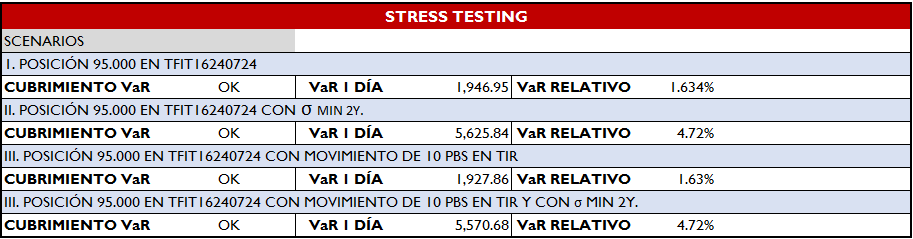 STRESS TESTING
SCENARIOS
1. POSICIÓN 95.000 EN TFIT16240724
CUBRIMIENTO VaR OK VaR 1 DÍA 1,946.95 VaR RELATIVO 1.634%
II. POSICIÓN 95.000 EN TFIT16240724 CON σ MIN 2Y.
CUBRIMIENTO VaR OK VaR 1 DÍA 5,625.84 VaR RELATIVO 4.72%
III. POSICIÓN 95.000 EN TFIT16240724 CON MOVIMIENTO DE 10 PBS EN TIR
CUBRIMIENTO VaR OK VaR 1 DÍA 1,927.86 VaR RELATIVO 1.63%
III. POSICIÓN 95.000 EN TFIT16240724 CON MOVIMIENTO DE 10 PBS EN TIR Y CON σ MIN 2Y.
CUBRIMIENTO VaR OK VaR 1 DÍA 5,570.68 VaR RELATIVO 4.72%